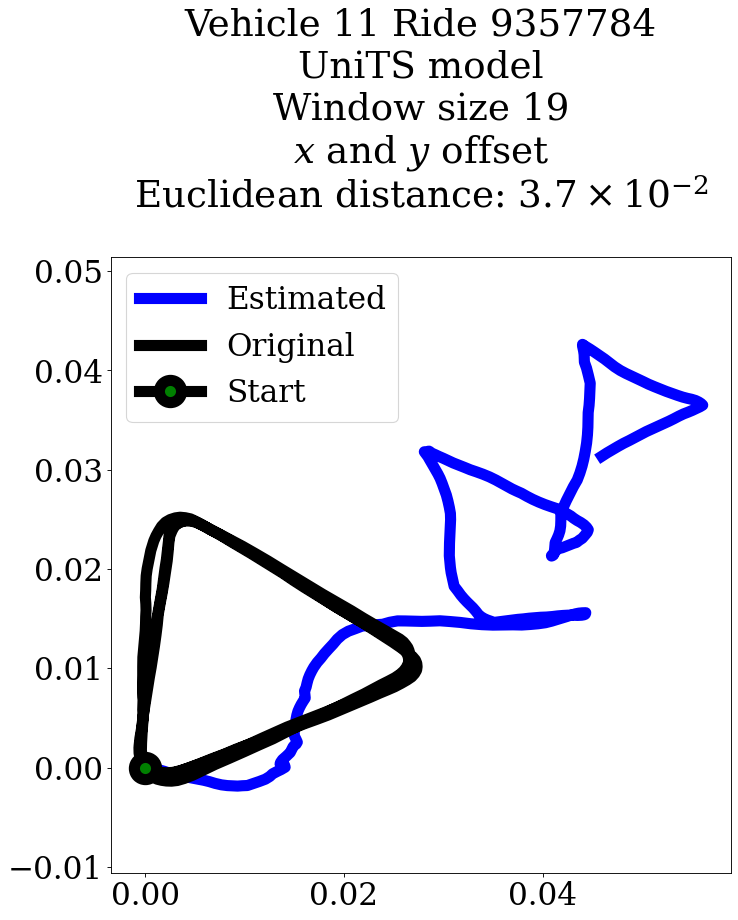 Vehicle 11 Ride 9357784
UniTS model
Window size 19
x and y offset
Euclidean distance: 3.7 × 10⁻²
0.05
Estimated
Original
Start
0.04
0.03
0.02
0.01
0.00
−0.01
0.00 0.02 0.04